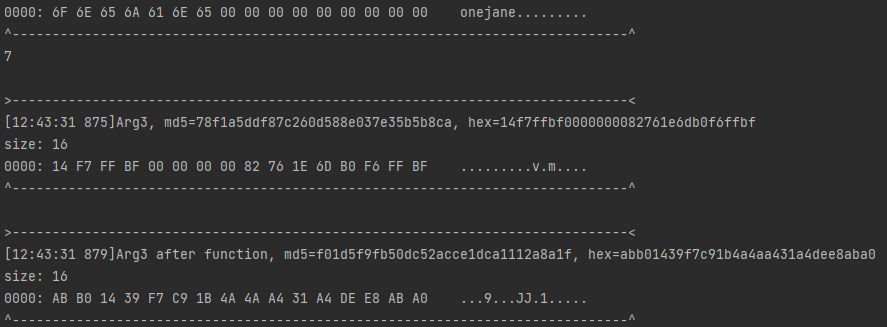 0000: 6F 6E 65 6A 61 6E 65 00 00 00 00 00 00 00 00 00    onejane.........
^-----------------------------------------------------------------------------^
7
>-----------------------------------------------------------------------------<
[12:43:31 875]Arg3, md5=78f1a5ddf87c260d588e037e35b5b8ca, hex=14f7ffbf0000000082761e6db0f6ffbf
size: 16
0000: 14 F7 FF BF 00 00 00 00 82 76 1E 6D B0 F6 FF BF    .........v.m....
^-----------------------------------------------------------------------------^
>-----------------------------------------------------------------------------<
[12:43:31 879]Arg3 after function, md5=f01d5f9fb50dc52acce1dca1112a8a1f, hex=abb01439f7c91b4a4aa431a4dee8aba0
size: 16
0000: AB B0 14 39 F7 C9 1B 4A 4A A4 31 A4 DE E8 AB A0    ...9...JJ.1.....
^-----------------------------------------------------------------------------^